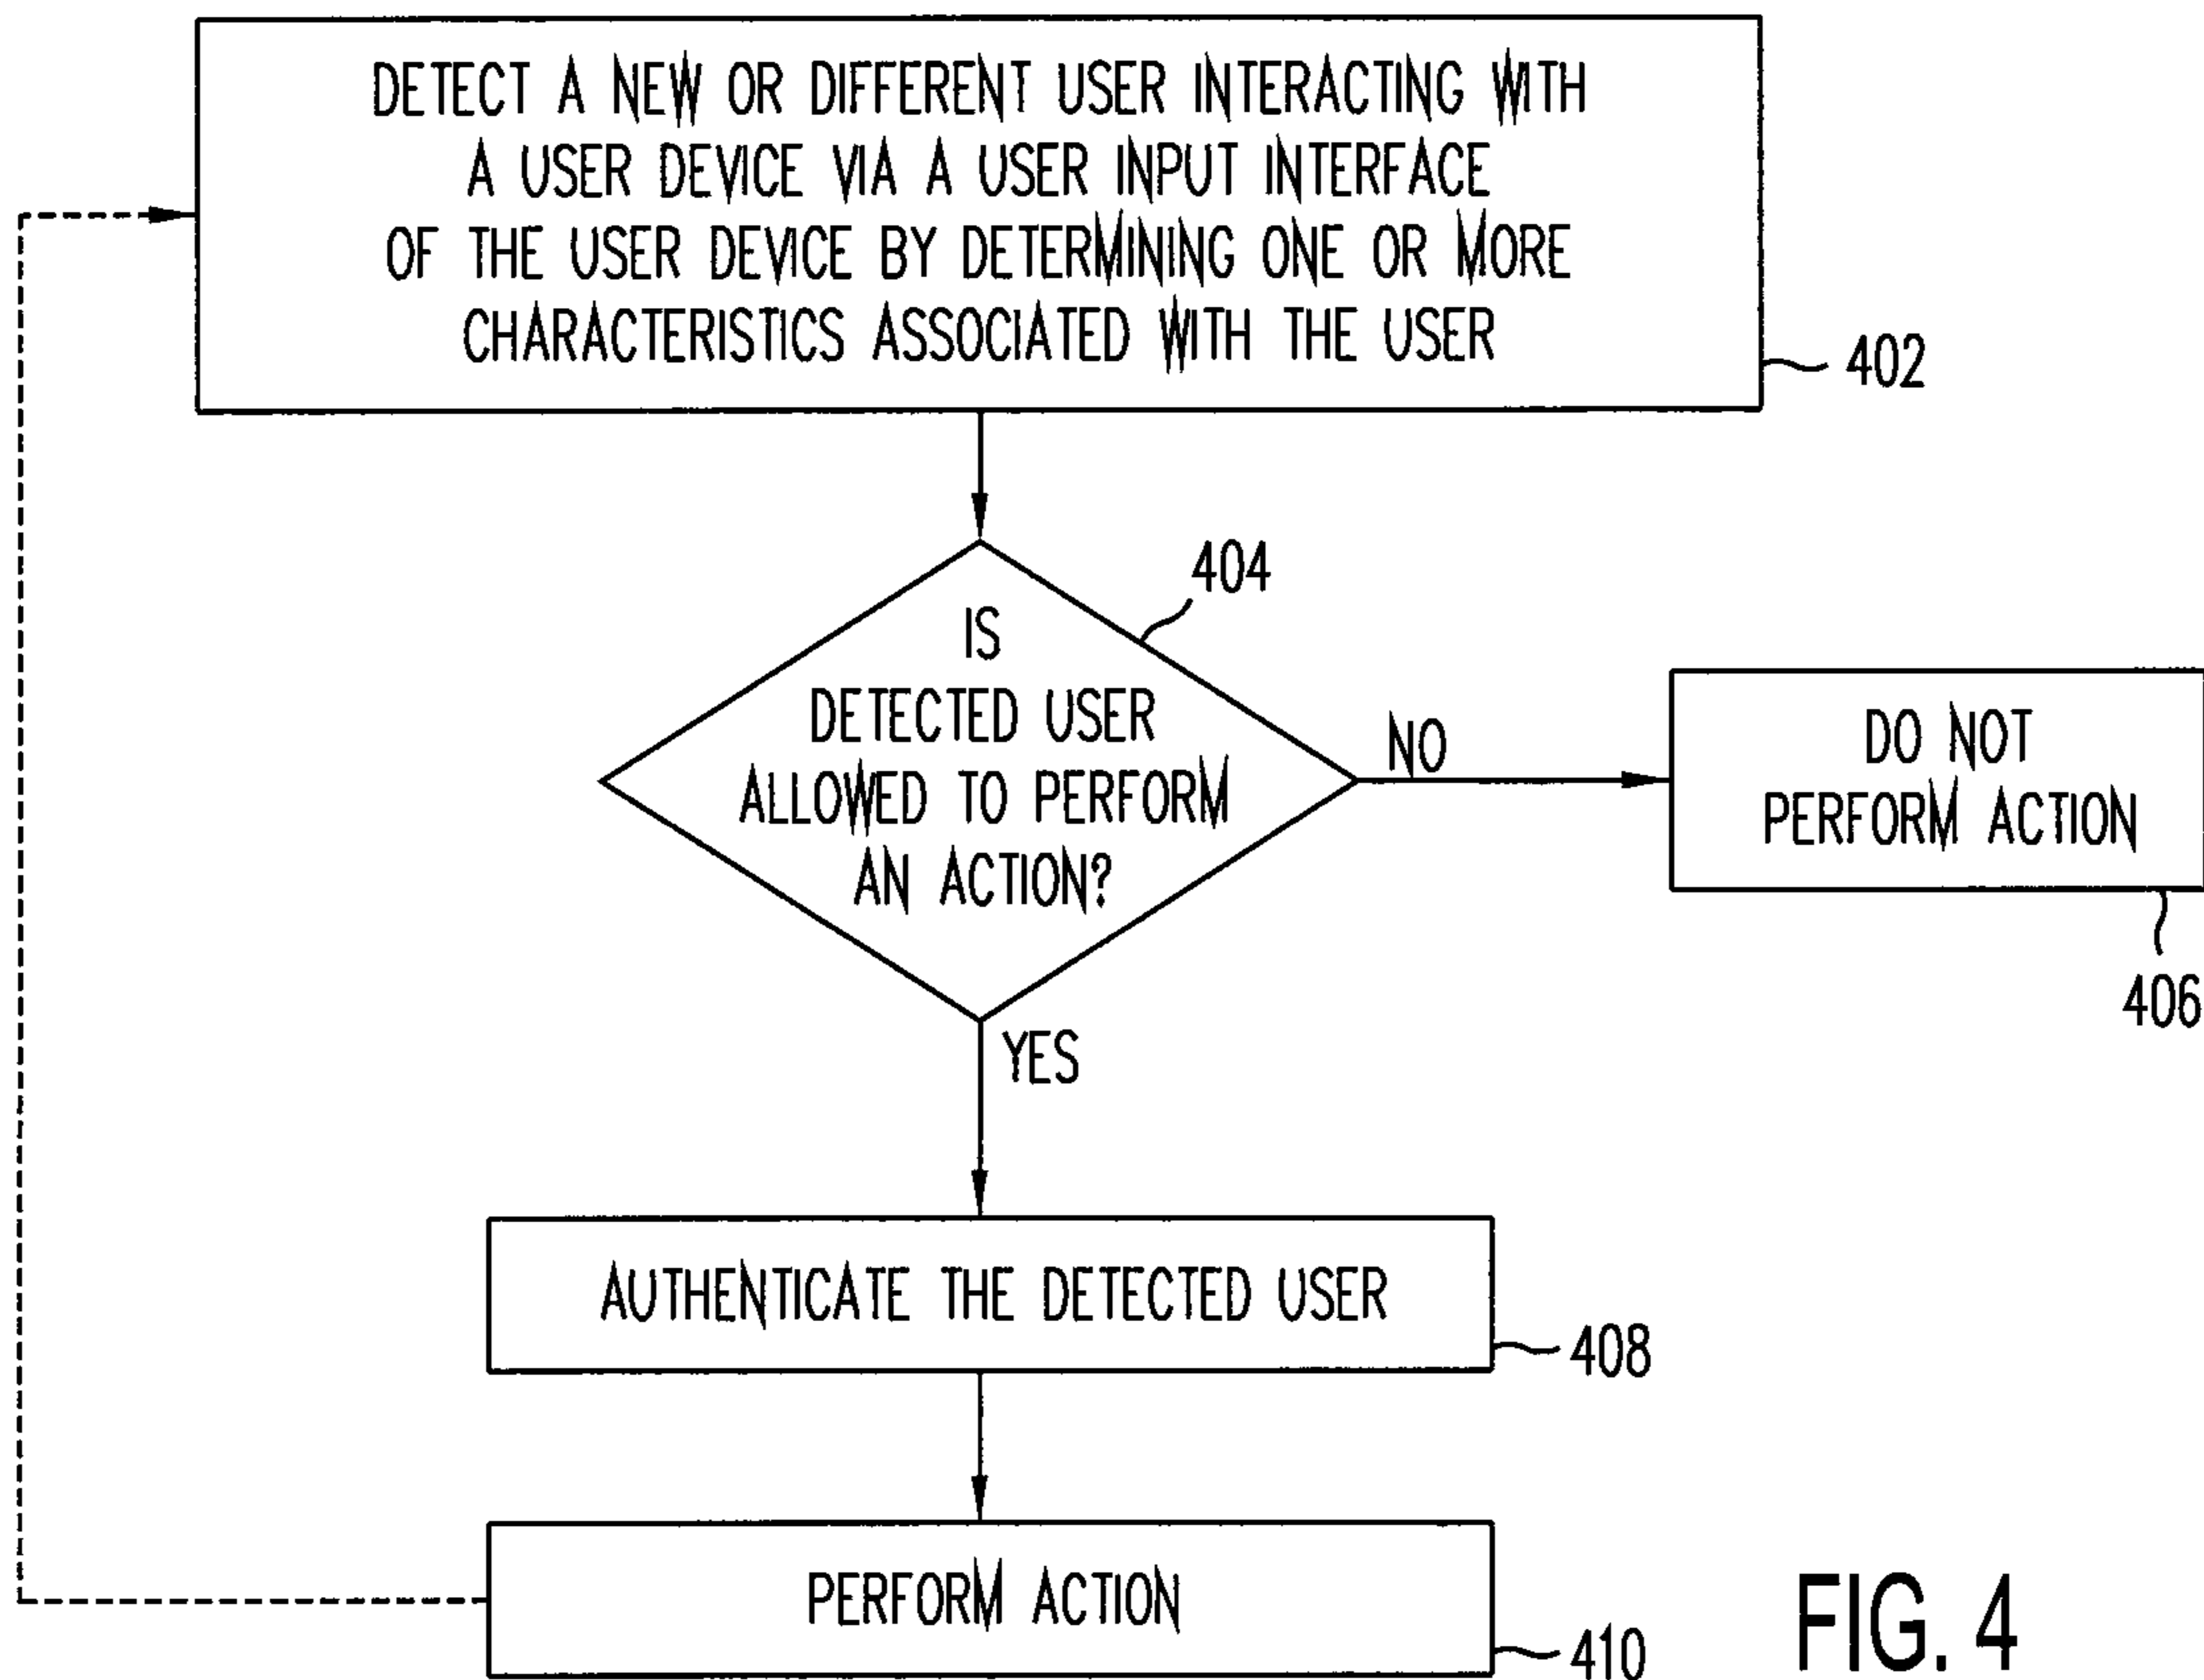 DETECT A NEW OR DIFFERENT USER INTERACTING WITH
A USER DEVICE VIA A USER INPUT INTERFACE
OF THE USER DEVICE BY DETERMINING ONE OR MORE
CHARACTERISTICS ASSOCIATED WITH THE USER
402
404
IS
DETECTED USER
ALLOWED TO PERFORM
AN ACTION?
NO
DO NOT
PERFORM ACTION
406
YES
AUTHENTICATE THE DETECTED USER
408
PERFORM ACTION
410
FIG. 4